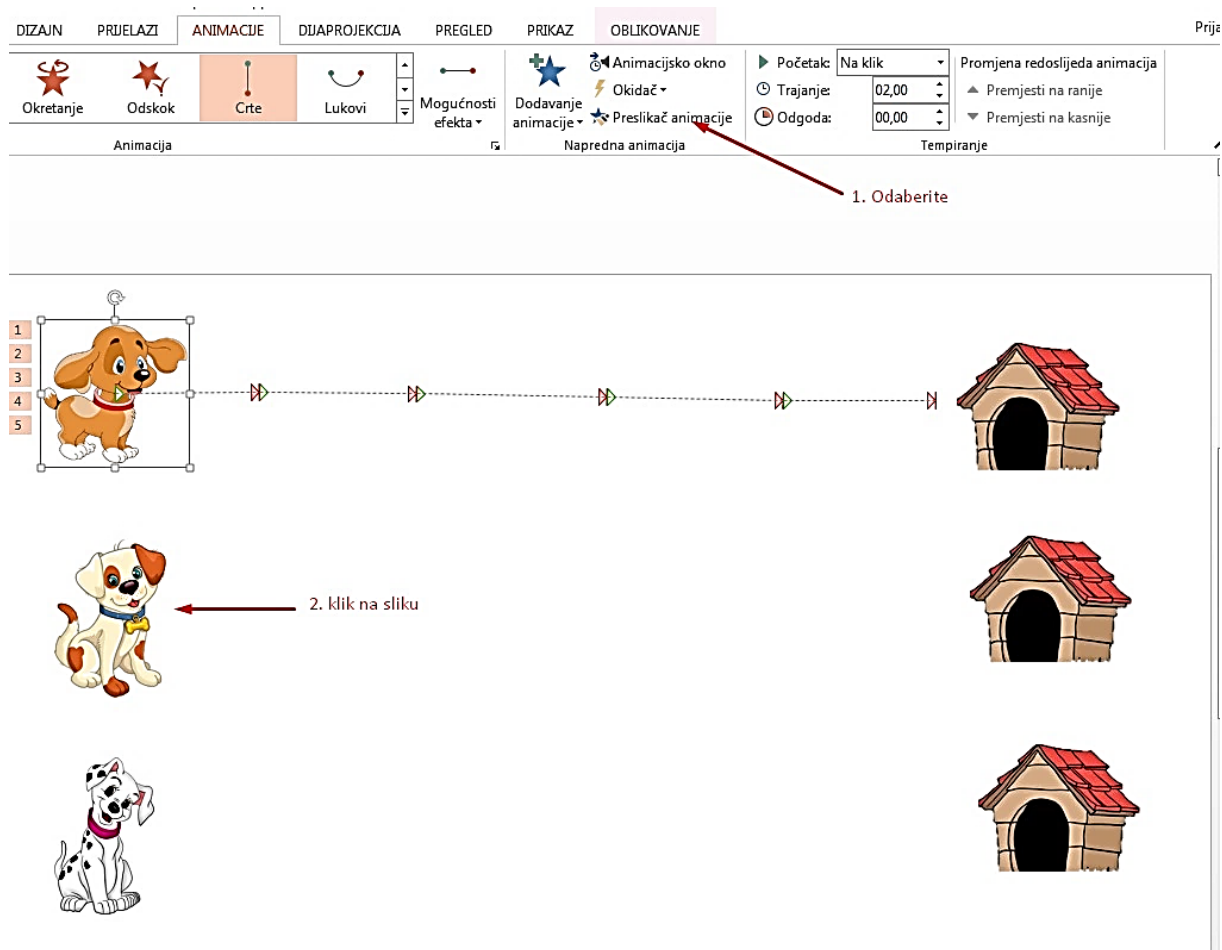 DIZAJN PRIJELAZI ANIMACIJE DIJAPROJEKCIJA PREGLED PRIKAZ OBLIKOVANJE Prija
Okretanje Odskok Crte Lukovi
Mogućnosti
efekta
Dodavanje
animacije
Animacijsko okno
Okidač
Preslikač animacije
Početak: Na klik
Trajanje: 02,00
Odgoda: 00,00
Promjena redoslijeda animacija
Premjesti na ranije
Premjesti na kasnije
Animacija Napredna animacija Tempiranje
1. Odaberite
1
2
3
4
5
2. klik na sliku